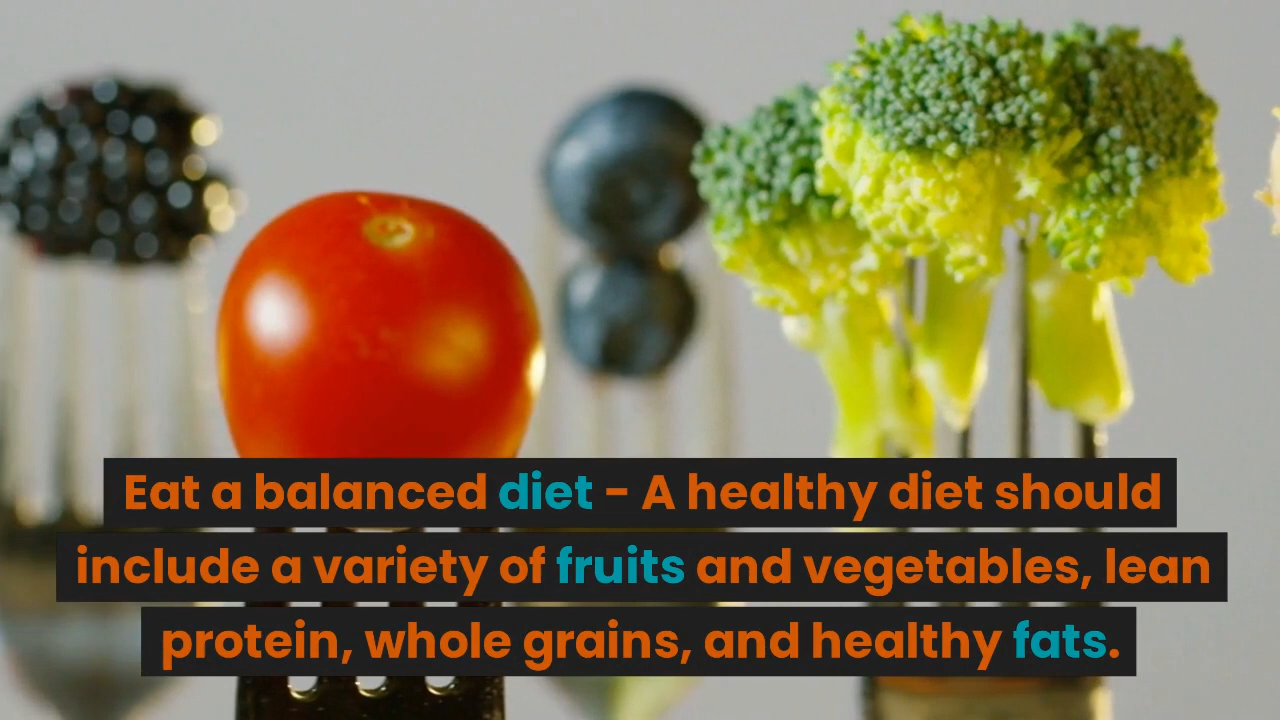 Eat a balanced diet - A healthy diet should
include a variety of fruits and vegetables, lean
protein, whole grains, and healthy fats.